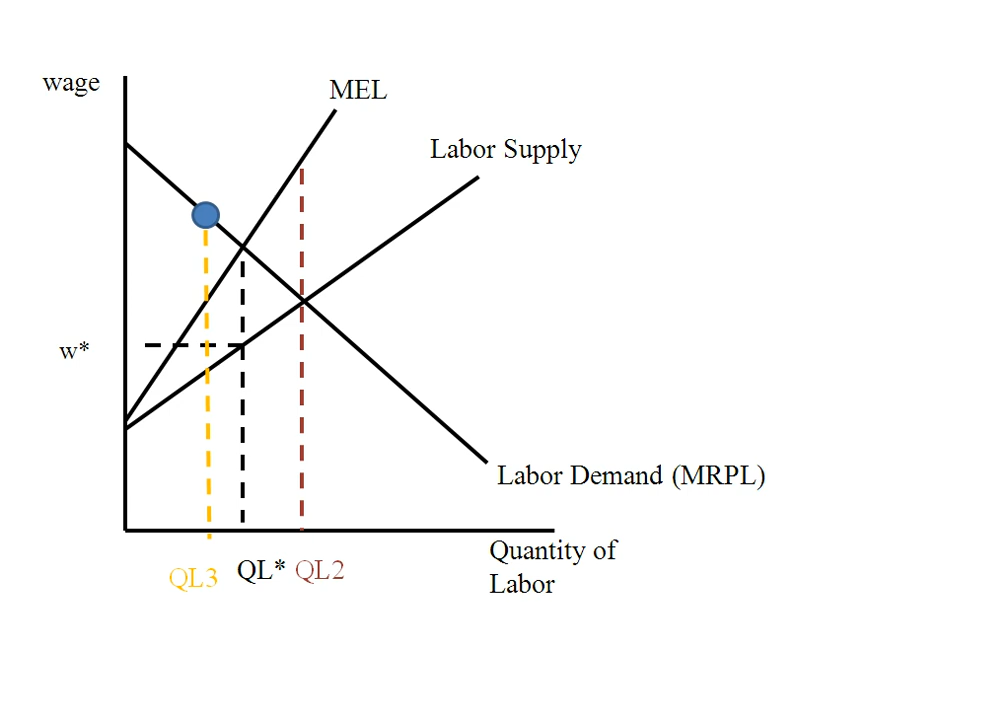 wage
MEL
Labor Supply
w*
Labor Demand (MRPL)
QL3
QL*
QL2
Quantity of
Labor